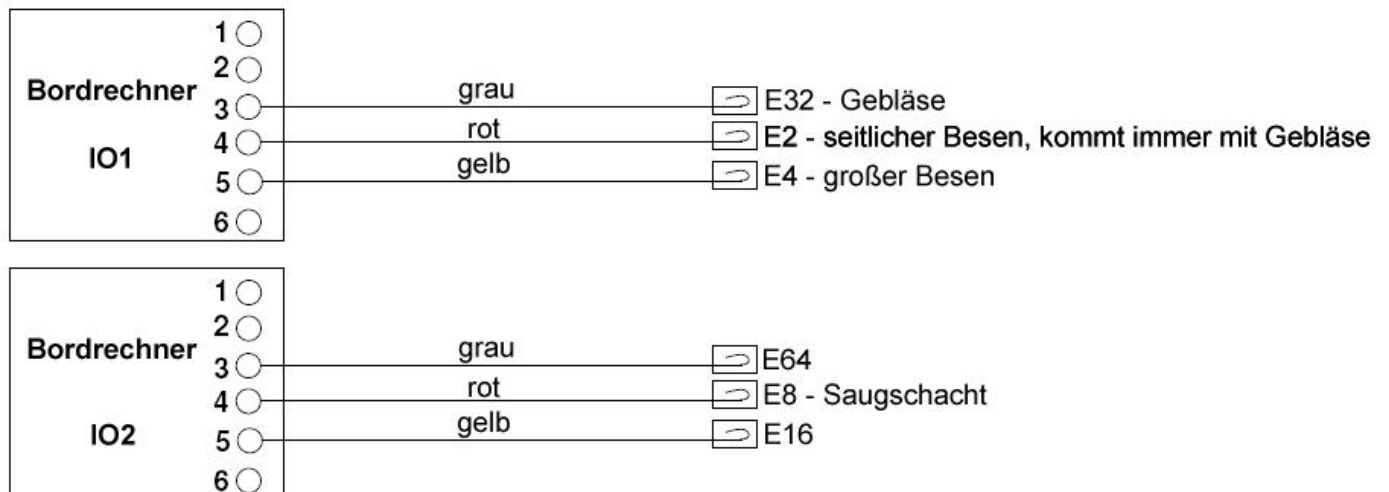 1
2
Bordrechner
grau
3
E32 - Gebläse
rot
4
E2 - seitlicher Besen, kommt immer mit Gebläse
IO1
gelb
5
E4 - großer Besen
6
1
2
Bordrechner
grau
3
E64
rot
4
E8 - Saugschacht
IO2
gelb
5
E16
6